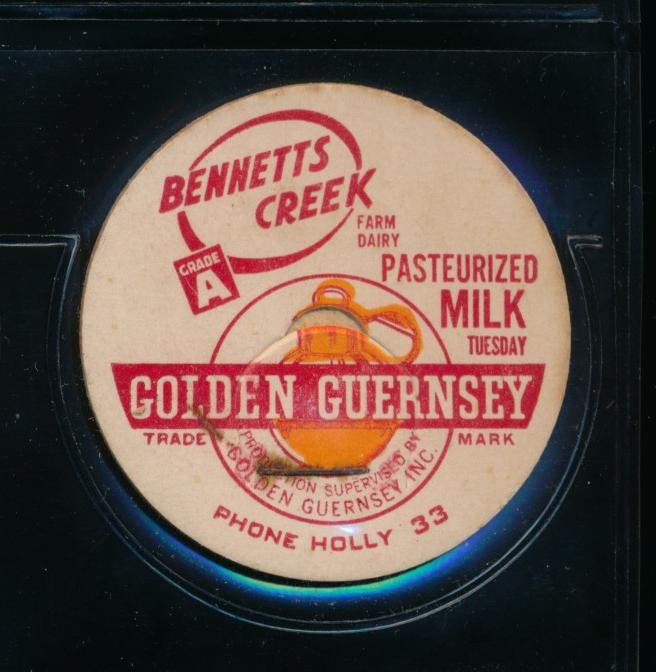 BENNETTS
CREEK
FARM
DAIRY
GRADE
A
PASTEURIZED
MILK
TUESDAY
GOLDEN GUERNSEY
TRADE MARK
SUPERVISED BY
GOLDEN GUERNSEY, INC.
PHONE HOLLY 33